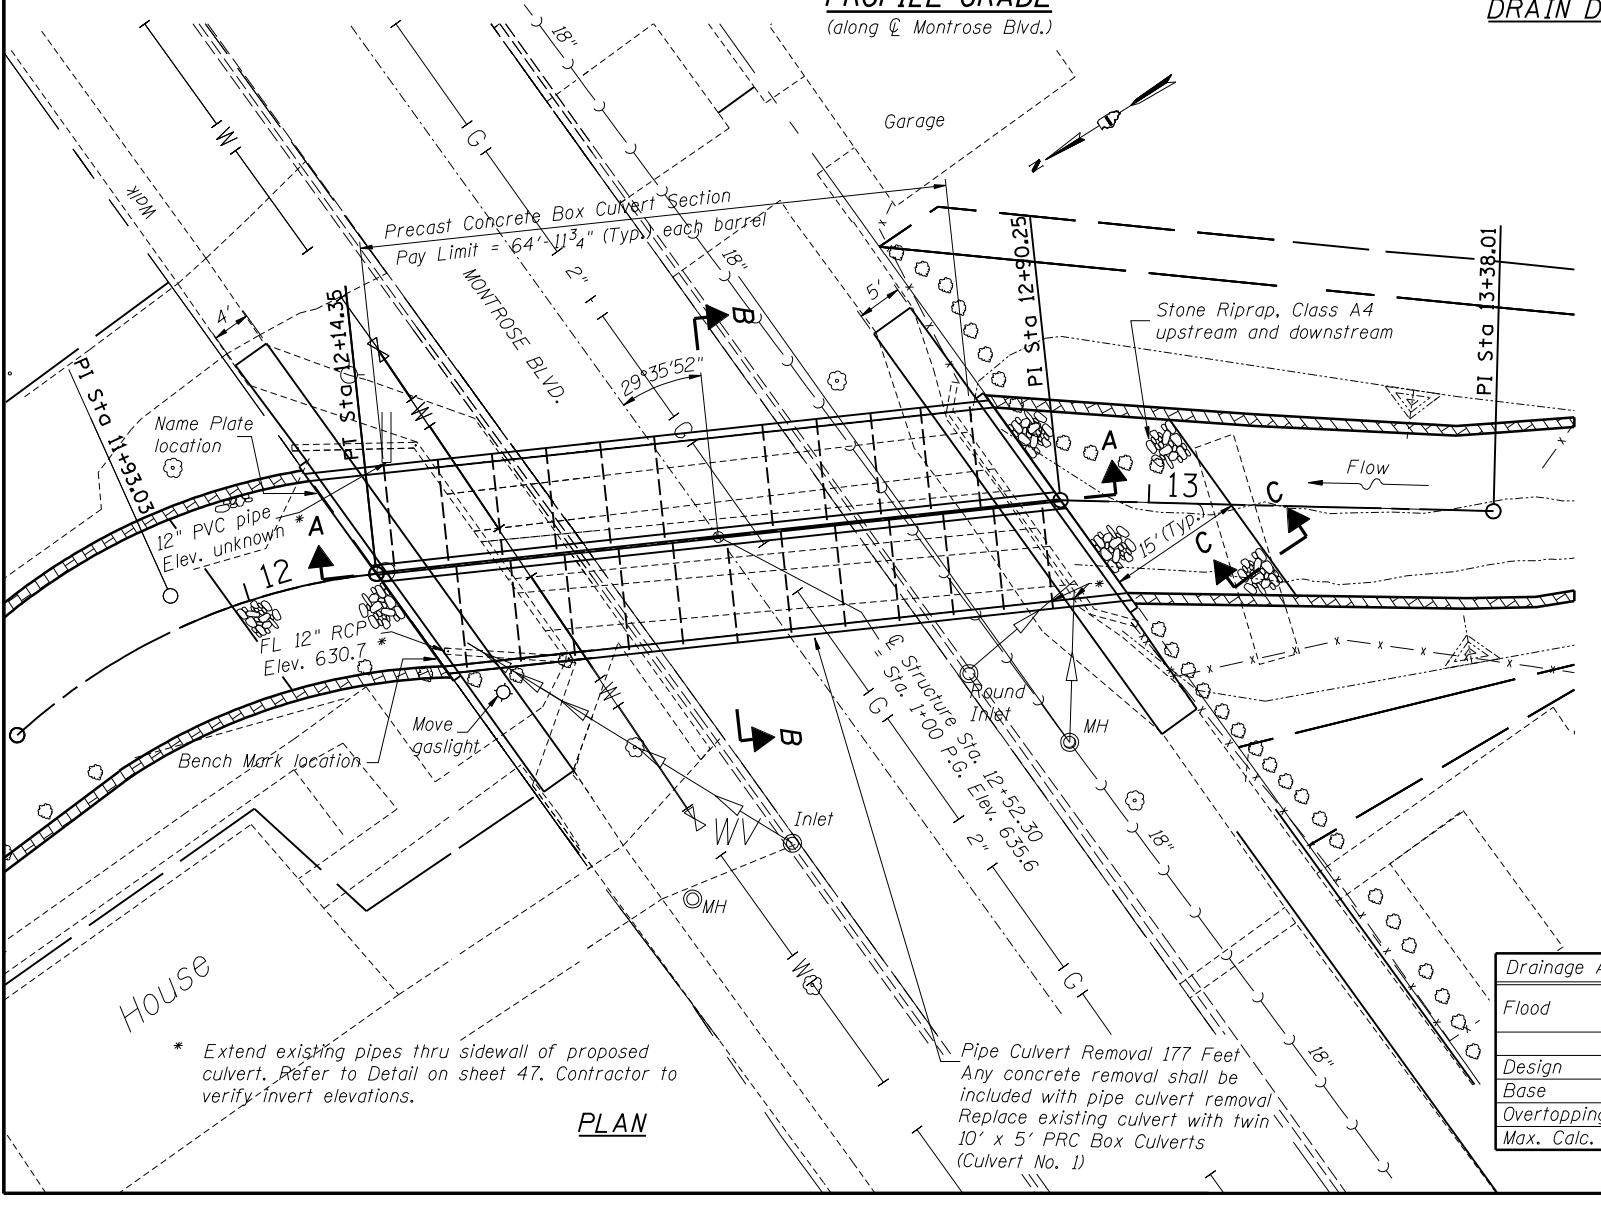 PROFILE GRADE
(along ℄ Montrose Blvd.)
DRAIN D
18"
W
G
Garage
N
Walk
Precast Concrete Box Culvert Section
Pay Limit = 64'-11¾" (Typ.) each barrel
18"
2"
MONTROSE BLVD.
B
5'
4'
PI Sta 11+93.03
PT Sta 12+14.35
PI Sta 12+90.25
PI Sta 13+38.01
Stone Riprap, Class A4
upstream and downstream
29°35'52"
W
G
Name Plate
location
12" PVC pipe *
Elev. unknown
A
A
Flow
13
C
C
15' (Typ.)
*
12
FL 12" RCP
Elev. 630.7 *
℄ Structure Sta. 12+52.30
" Sta. 1+00 P.G. Elev. 635.6
W
G
Round
Inlet
MH
Move
gaslight
Bench Mark location
B
Inlet
WV
2"
18"
MH
W
G
House
18"
* Extend existing pipes thru sidewall of proposed
culvert. Refer to Detail on sheet 47. Contractor to
verify invert elevations.
PLAN
Pipe Culvert Removal 177 Feet
Any concrete removal shall be
included with pipe culvert removal
Replace existing culvert with twin
10' x 5' PRC Box Culverts
(Culvert No. 1)
Drainage A
Flood
Design
Base
Overtopping
Max. Calc.